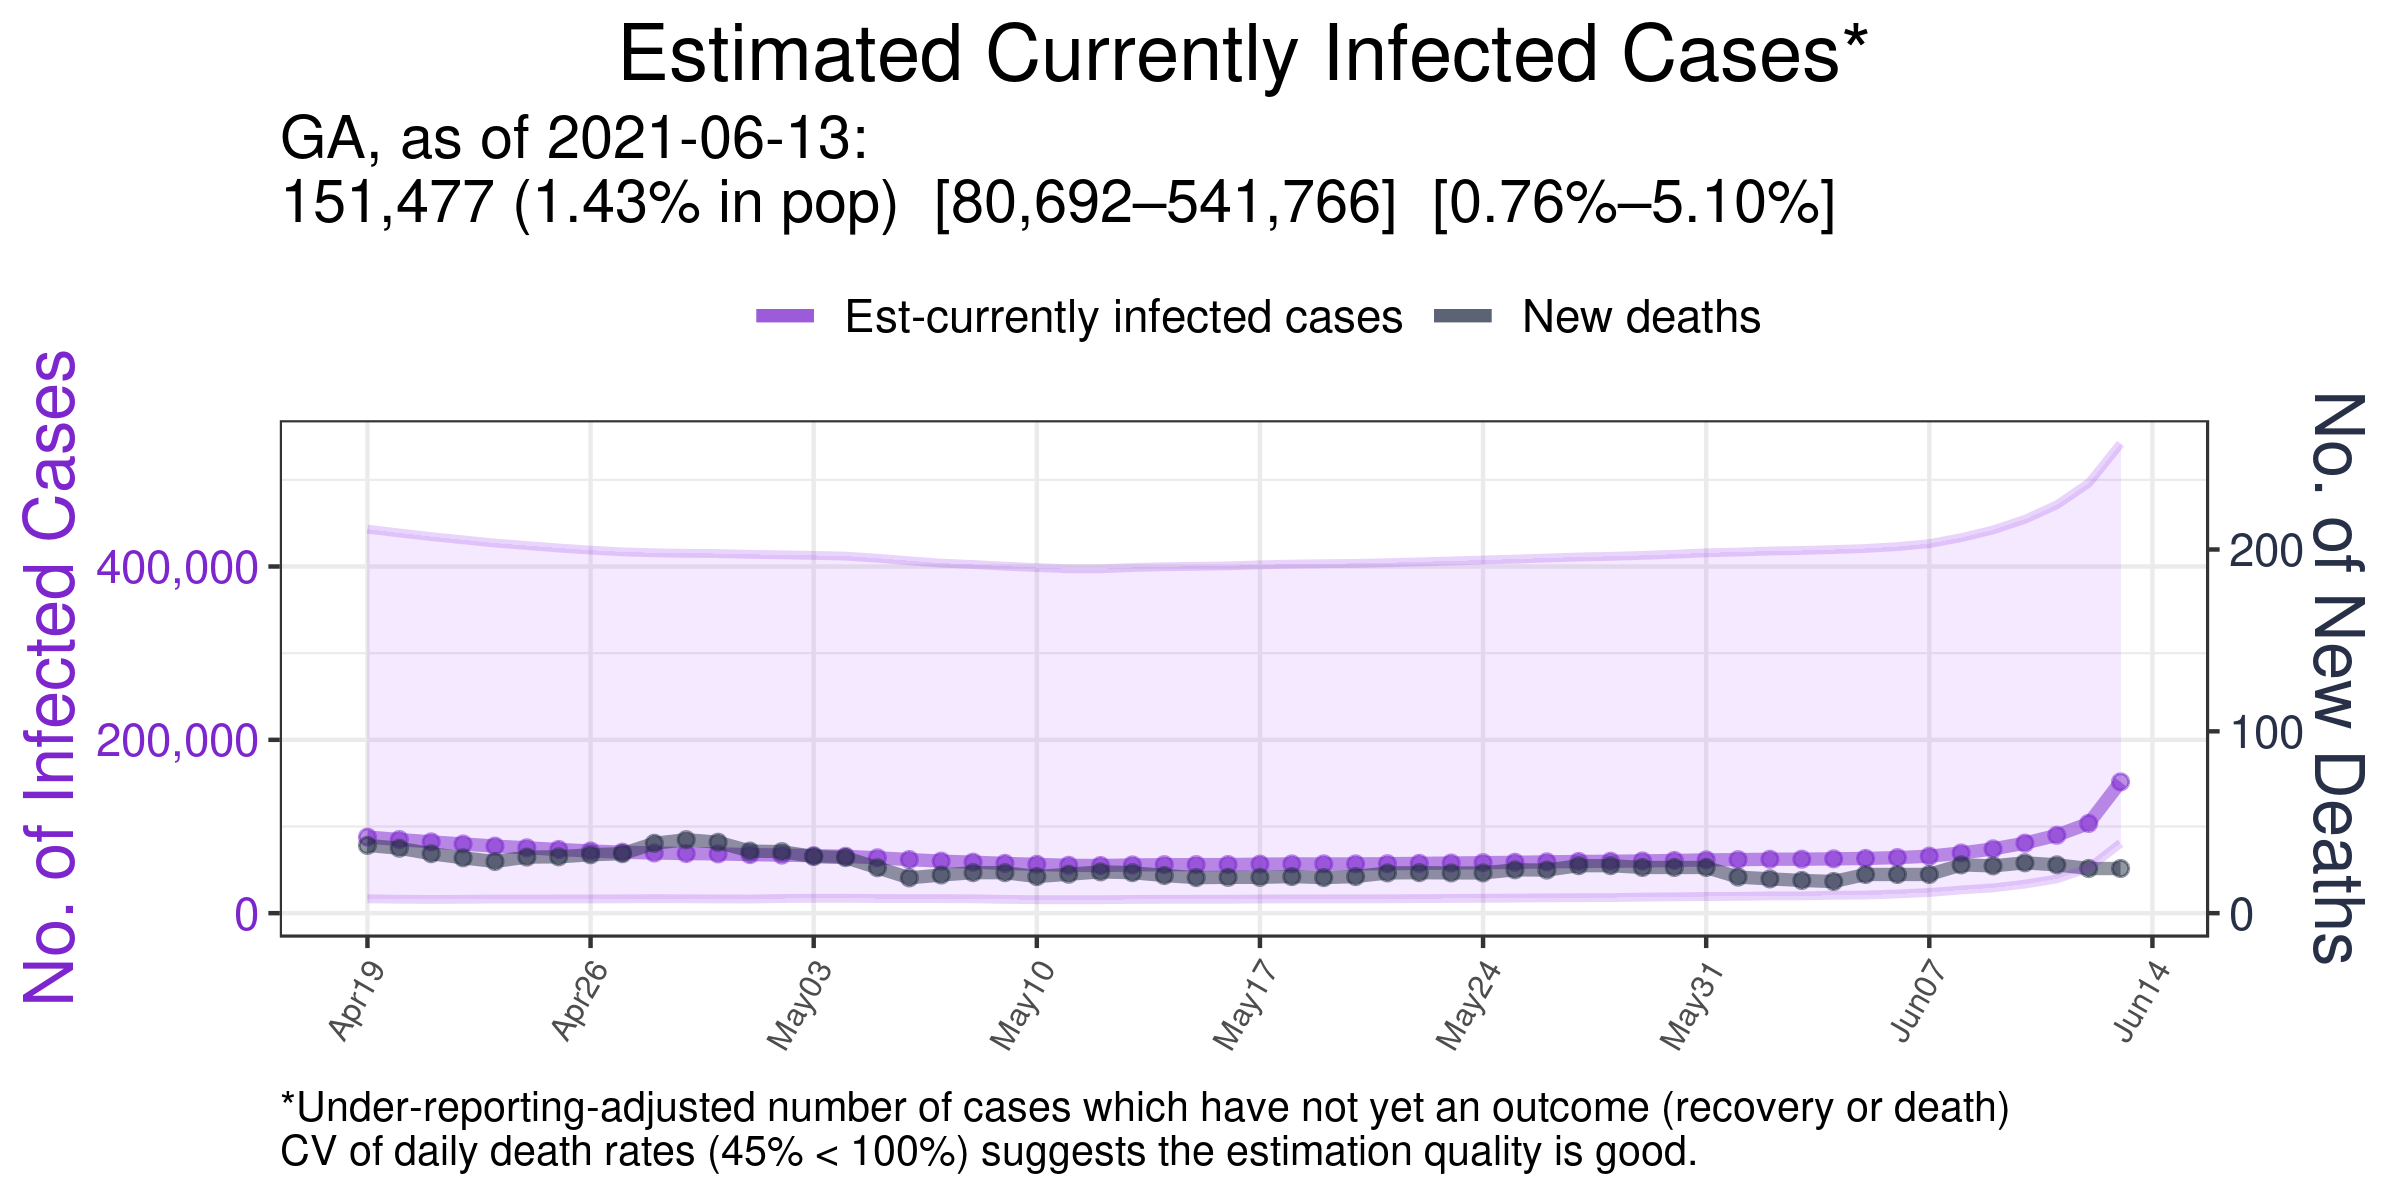 Estimated Currently Infected Cases*
GA, as of 2021-06-13:
151,477 (1.43% in pop) [80,692–541,766] [0.76%–5.10%]
Est-currently infected cases
New deaths
No. of Infected Cases
400,000
200,000
0
No. of New Deaths
200
100
0
Apr19
Apr26
May03
May10
May17
May24
May31
Jun07
Jun14
*Under-reporting-adjusted number of cases which have not yet an outcome (recovery or death)
CV of daily death rates (45% < 100%) suggests the estimation quality is good.